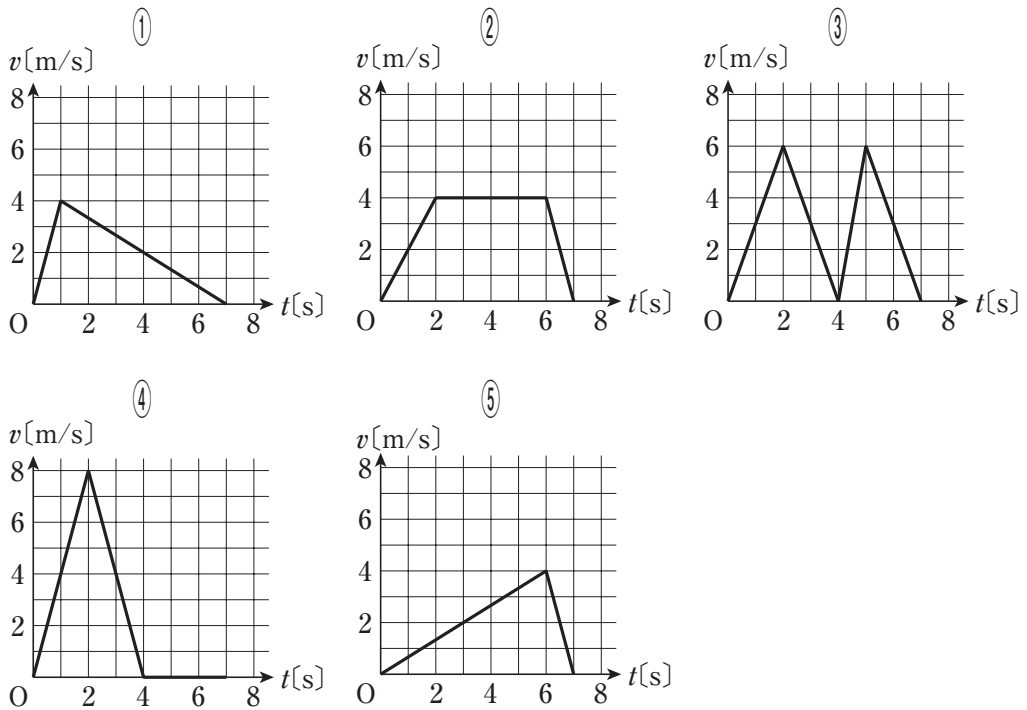 ① ② ③
v〔m/s〕 v〔m/s〕 v〔m/s〕
8 8 8
6 6 6
4 4 4
2 2 2
O 2 4 6 8 t〔s〕 O 2 4 6 8 t〔s〕 O 2 4 6 8 t〔s〕
④ ⑤
v〔m/s〕 v〔m/s〕
8 8
6 6
4 4
2 2
O 2 4 6 8 t〔s〕 O 2 4 6 8 t〔s〕